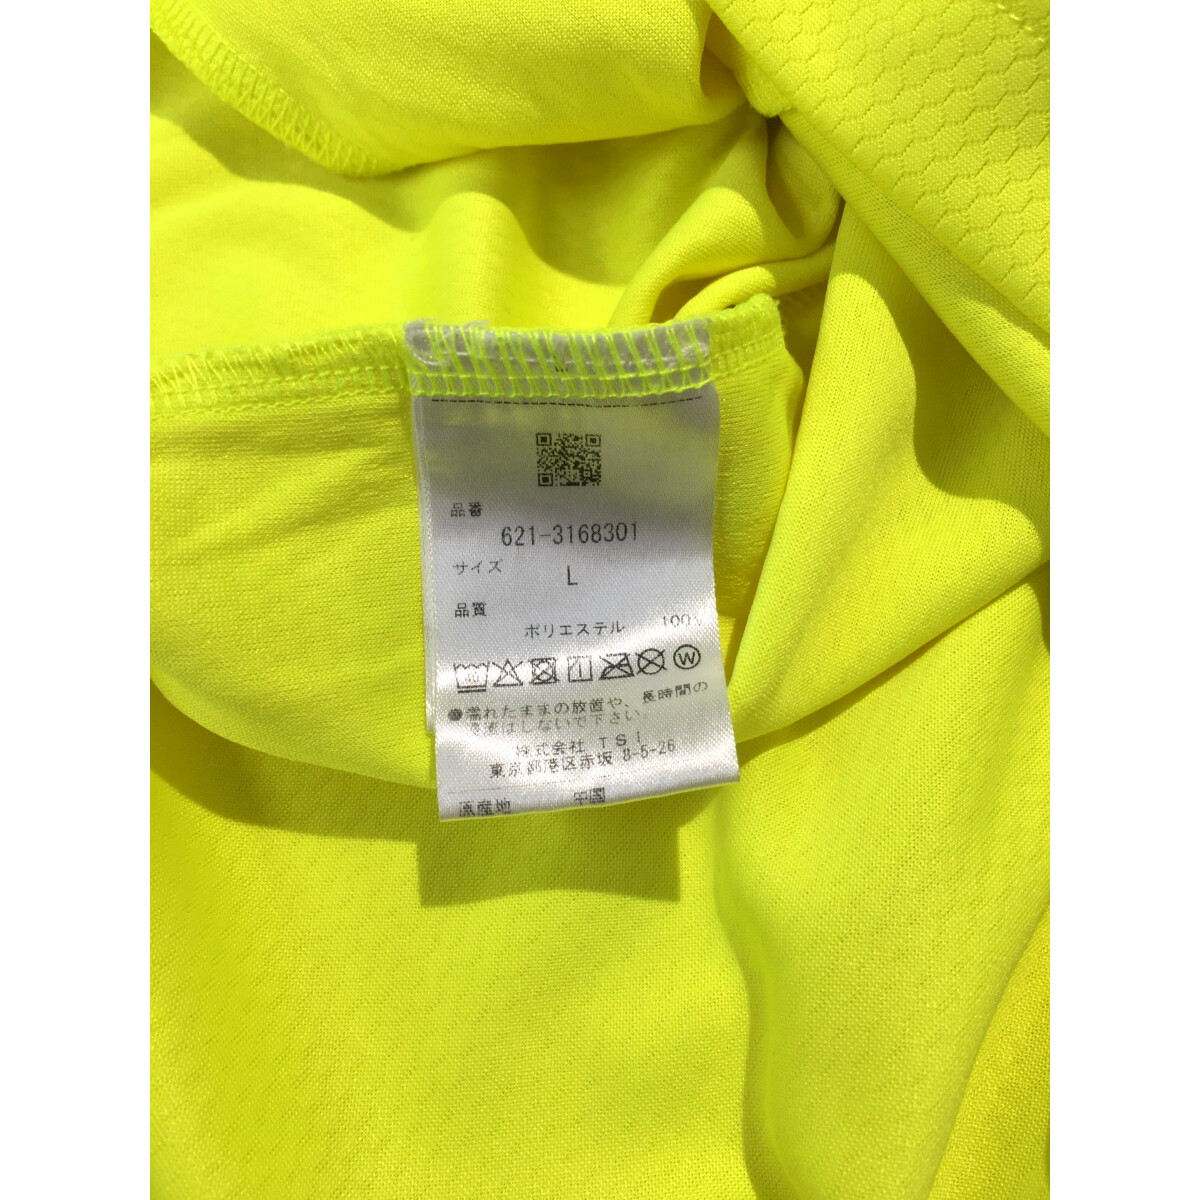 品番
621-3168301
サイズ
L
品質
ポリエステル 100%
40
W
●濡れたままの放置や、長時間の
浸漬はしないで下さい。
株式会社 TSI
東京都港区赤坂 8-5-26
原産地 中国